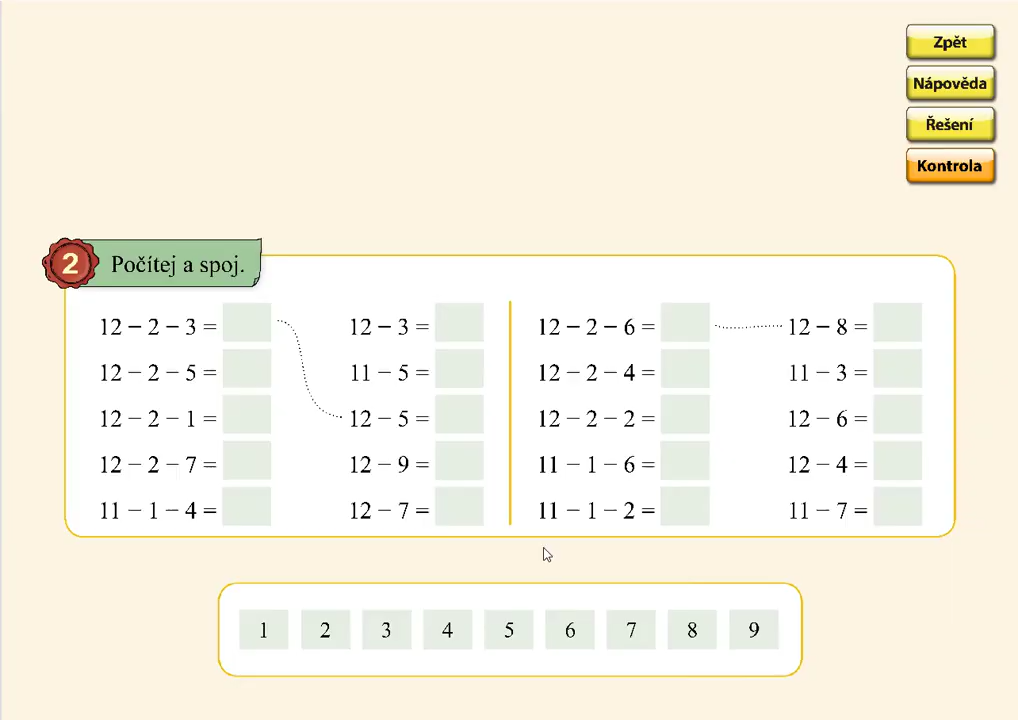 Zpět
Nápověda
Řešení
Kontrola
2 Počítej a spoj.
12 − 2 − 3 = 12 − 3 = 12 − 2 − 6 = 12 − 8 =
12 − 2 − 5 = 11 − 5 = 12 − 2 − 4 = 11 − 3 =
12 − 2 − 1 = 12 − 5 = 12 − 2 − 2 = 12 − 6 =
12 − 2 − 7 = 12 − 9 = 11 − 1 − 6 = 12 − 4 =
11 − 1 − 4 = 12 − 7 = 11 − 1 − 2 = 11 − 7 =
1 2 3 4 5 6 7 8 9